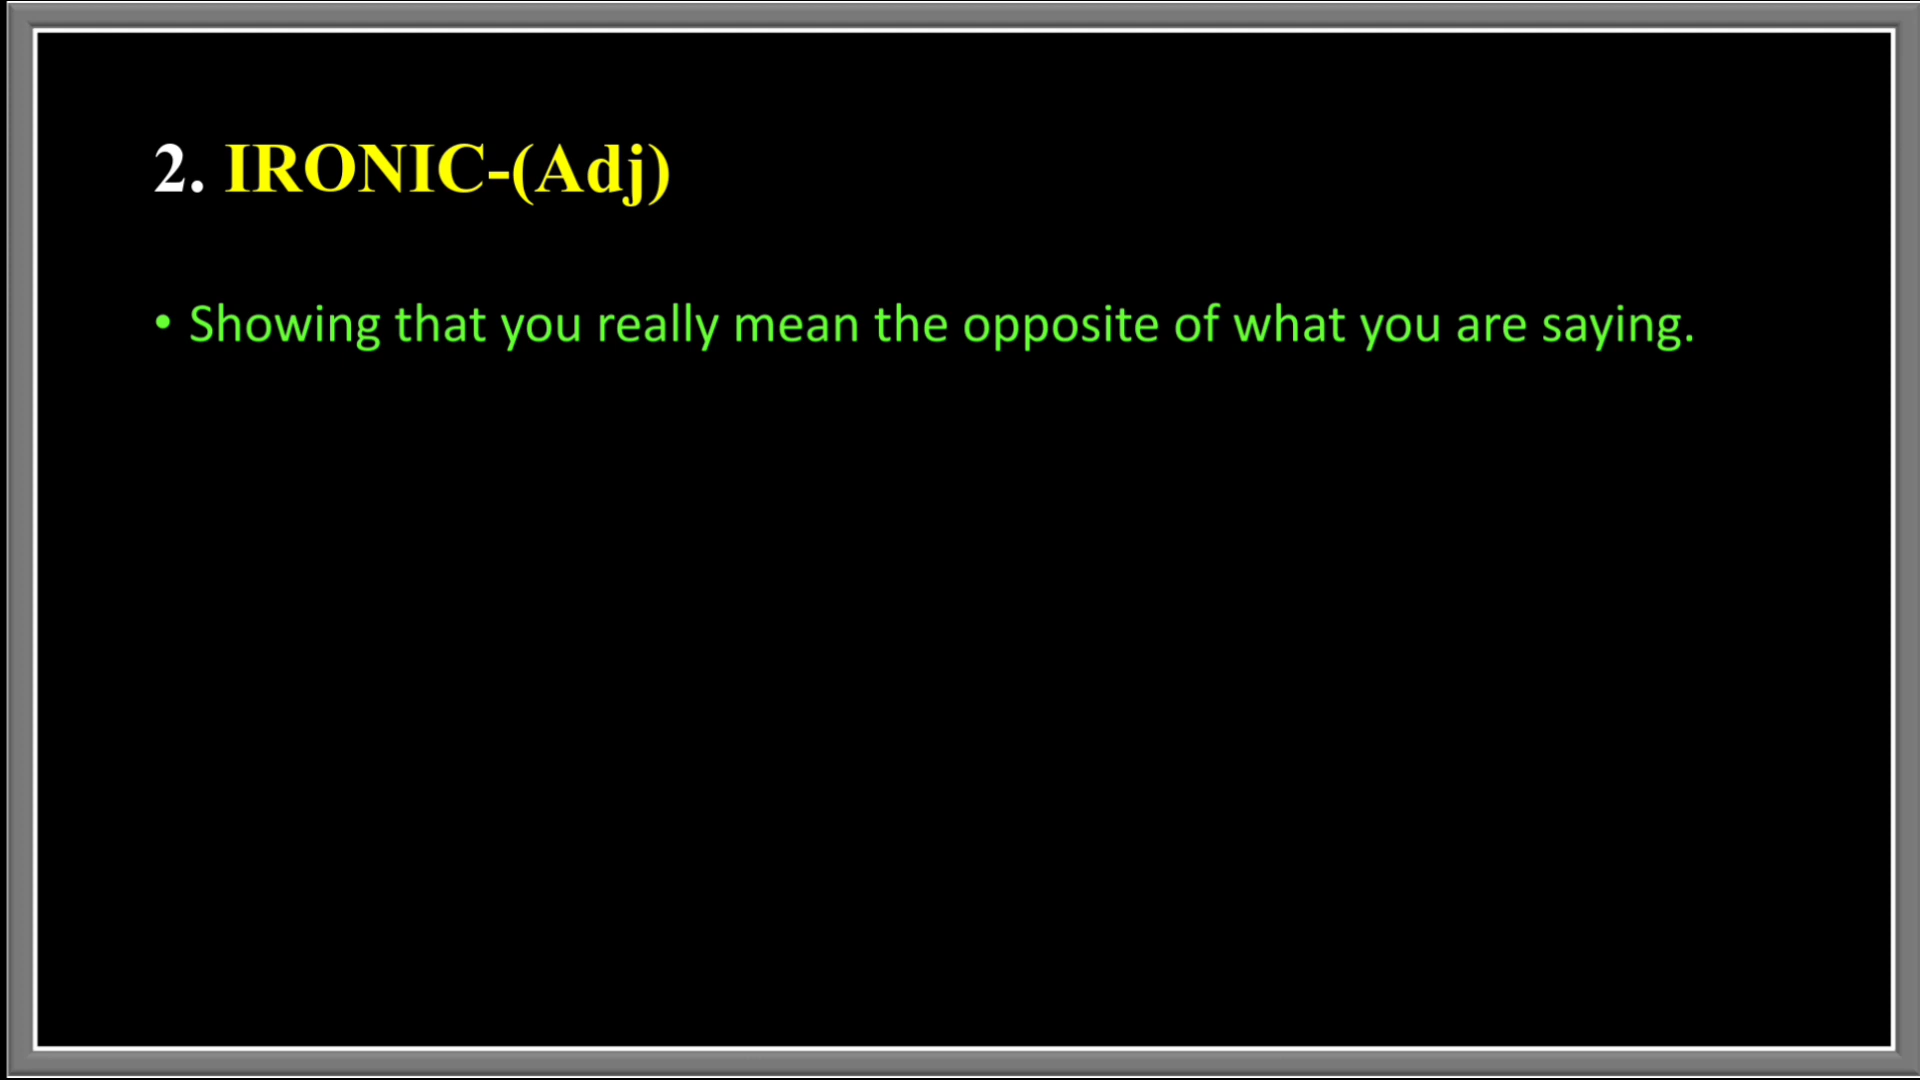 2. IRONIC-(Adj)
• Showing that you really mean the opposite of what you are saying.